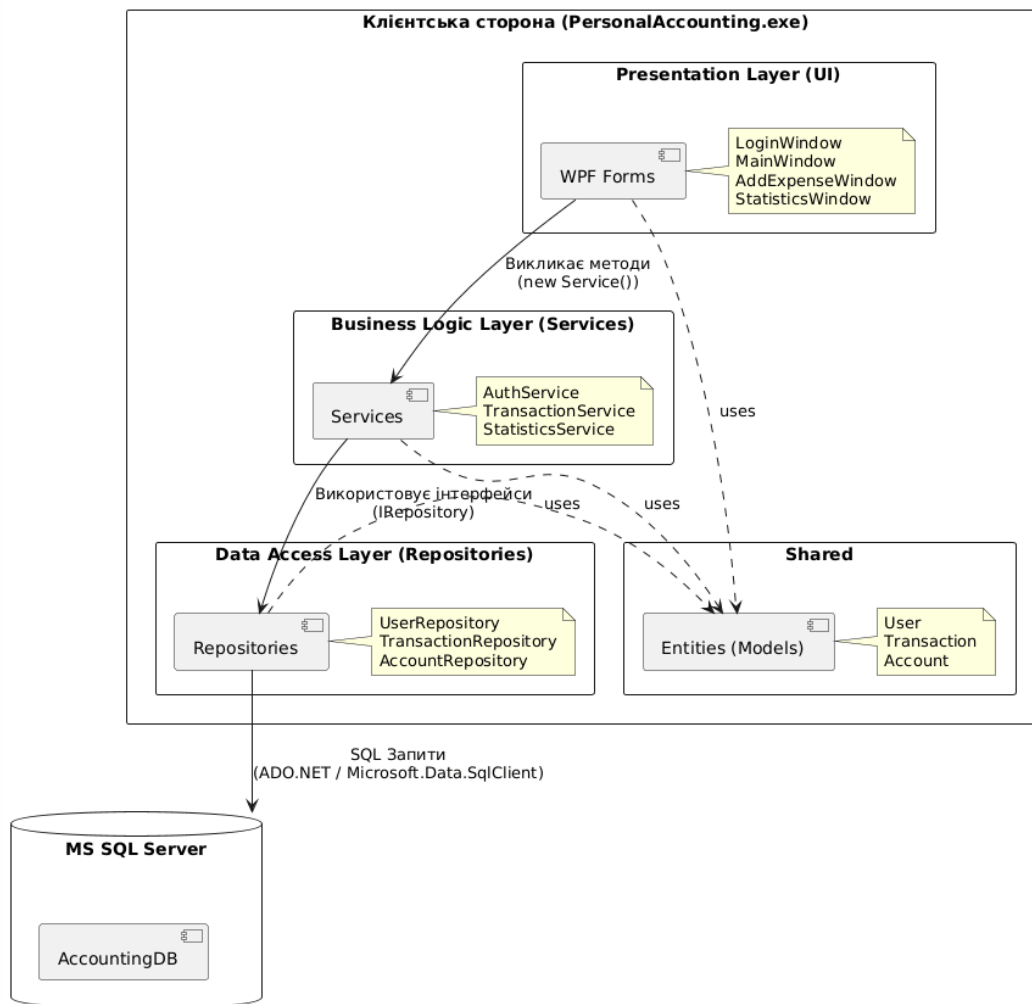 Клієнтська сторона (PersonalAccounting.exe)
Presentation Layer (UI)
WPF Forms
LoginWindow
MainWindow
AddExpenseWindow
StatisticsWindow
Викликає методи
(new Service())
Business Logic Layer (Services)
Services
AuthService
TransactionService
StatisticsService
uses
Використовує інтерфейси
(IRepository)
uses
uses
Data Access Layer (Repositories)
Repositories
UserRepository
TransactionRepository
AccountRepository
Shared
Entities (Models)
User
Transaction
Account
SQL Запити
(ADO.NET / Microsoft.Data.SqlClient)
MS SQL Server
AccountingDB